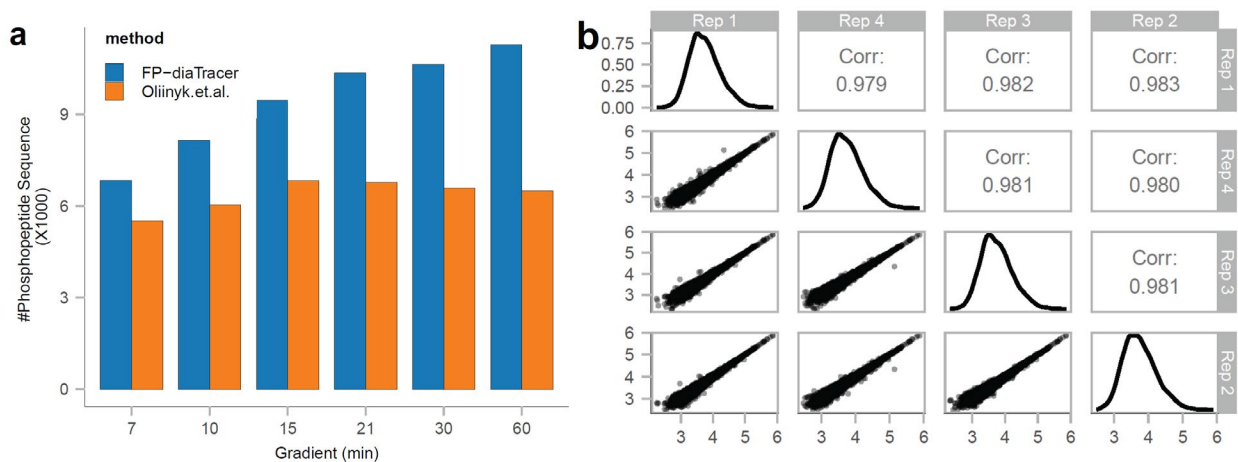 a
method
FP-diaTracer
Oliinyk.et.al.
#Phosphopeptide Sequence
(X1000)
9
6
3
0
7 10 15 21 30 60
Gradient (min)
b
Rep 1 Rep 4 Rep 3 Rep 2
0.75
0.50
0.25
0.00
Corr:
0.979
Corr:
0.982
Corr:
0.983
Rep 1
6
5
4
3
Corr:
0.981
Corr:
0.980
Rep 4
6
5
4
3
Corr:
0.981
Rep 3
6
5
4
3
Rep 2
3 4 5 6 3 4 5 6 3 4 5 6 3 4 5 6